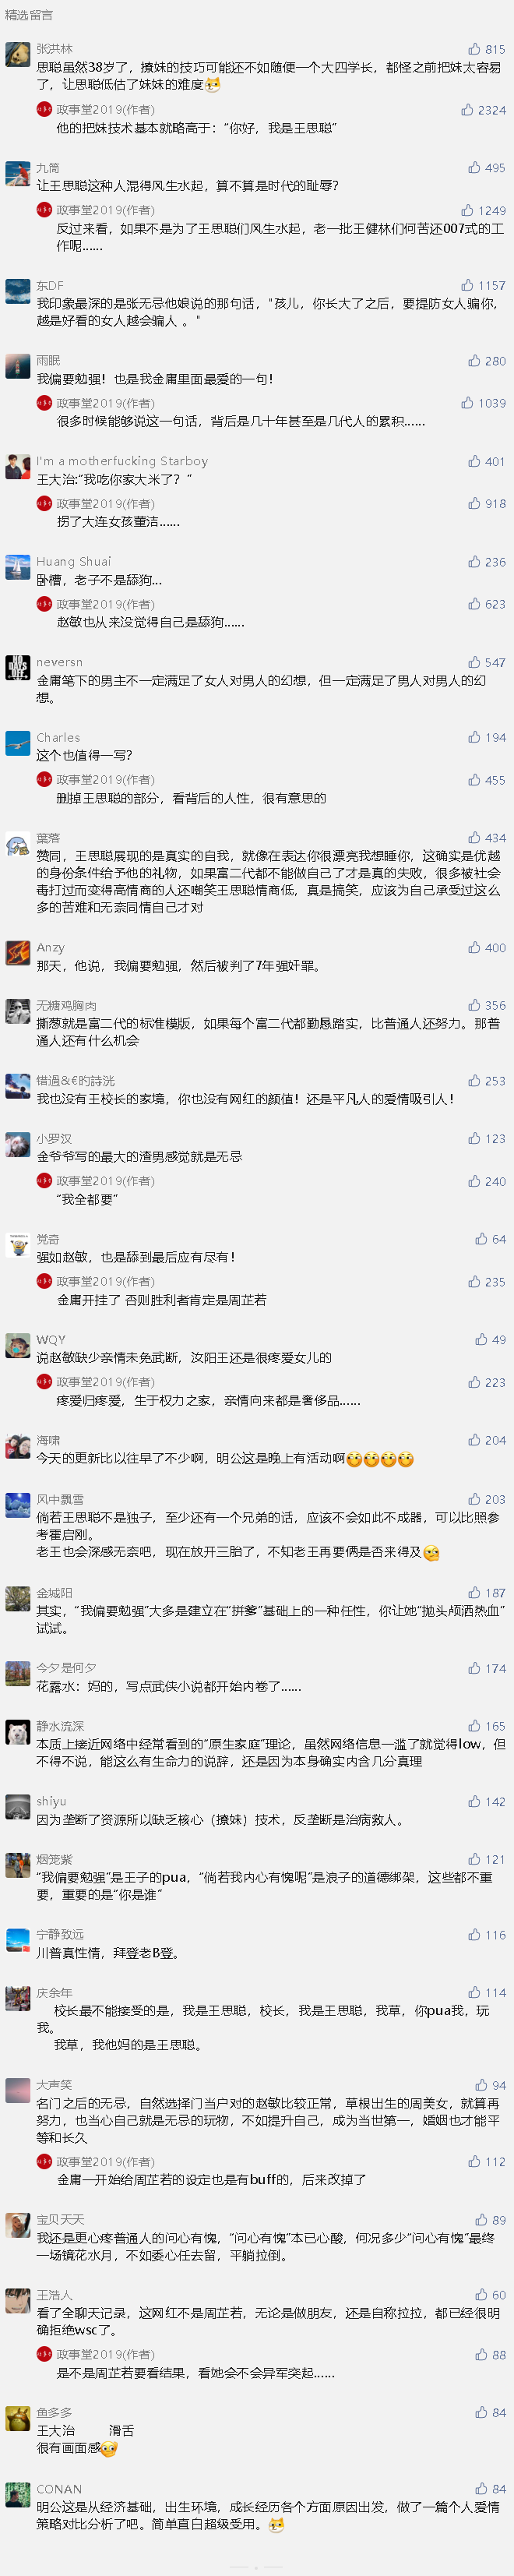 精选留言
张洪林
815
思聪虽然38岁了，撩妹的技巧可能还不如随便一个大四学长，都怪之前把妹太容易
了，让思聪低估了妹妹的难度
政事堂2019(作者)
2324
他的把妹技术基本就略高于：“你好，我是王思聪”
九简
495
让王思聪这种人混得风生水起，算不算是时代的耻辱？
政事堂2019(作者)
1249
反过来看，如果不是为了王思聪们风生水起，老一批王健林们何苦还007式的工
作呢......
东DF
1157
我印象最深的是张无忌他娘说的那句话，"孩儿，你长大了之后，要提防女人骗你，
越是好看的女人越会骗人 。"
雨眠
280
我偏要勉强！也是我金庸里面最爱的一句！
政事堂2019(作者)
1039
很多时候能够说这一句话，背后是几十年甚至是几代人的累积......
I'm a motherfucking Starboy
401
王大治:“我吃你家大米了？”
政事堂2019(作者)
918
拐了大连女孩董洁......
Huang Shuai
236
卧槽，老子不是舔狗...
政事堂2019(作者)
623
赵敏也从来没觉得自己是舔狗......
neversn
547
金庸笔下的男主不一定满足了女人对男人的幻想，但一定满足了男人对男人的幻
想。
Charles
194
这个也值得一写？
政事堂2019(作者)
455
删掉王思聪的部分，看背后的人性，很有意思的
葉落
434
赞同，王思聪展现的是真实的自我，就像在表达你很漂亮我想睡你，这确实是优越
的身份条件给予他的礼物，如果富二代都不能做自己了才是真的失败，很多被社会
毒打过而变得高情商的人还嘲笑王思聪情商低，真是搞笑，应该为自己承受过这么
多的苦难和无奈同情自己才对
Anzy
400
那天，他说，我偏要勉强，然后被判了7年强奸罪。
无糖鸡胸肉
356
撕葱就是富二代的标准模版，如果每个富二代都勤恳踏实，比普通人还努力。那普
通人还有什么机会
错過&€旳詩洸
253
我也没有王校长的家境，你也没有网红的颜值！还是平凡人的爱情吸引人！
小罗汉
123
金爷爷写的最大的渣男感觉就是无忌
政事堂2019(作者)
240
“我全都要”
党奇
64
强如赵敏，也是舔到最后应有尽有！
政事堂2019(作者)
235
金庸开挂了 否则胜利者肯定是周芷若
WQY
49
说赵敏缺少亲情未免武断，汝阳王还是很疼爱女儿的
政事堂2019(作者)
223
疼爱归疼爱，生于权力之家，亲情向来都是奢侈品......
海啸
204
今天的更新比以往早了不少啊，明公这是晚上有活动啊
风中飘雪
203
倘若王思聪不是独子，至少还有一个兄弟的话，应该不会如此不成器，可以比照参
考霍启刚。
老王也会深感无奈吧，现在放开三胎了，不知老王再要俩是否来得及
金城阳
187
其实，“我偏要勉强”大多是建立在“拼爹”基础上的一种任性，你让她“抛头颅洒热血”
试试。
今夕是何夕
174
花露水：妈的，写点武侠小说都开始内卷了......
静水流深
165
本质上接近网络中经常看到的“原生家庭”理论，虽然网络信息一滥了就觉得low，但
不得不说，能这么有生命力的说辞，还是因为本身确实内含几分真理
shiyu
142
因为垄断了资源所以缺乏核心（撩妹）技术，反垄断是治病救人。
烟笼紫
121
“我偏要勉强”是王子的pua，“倘若我内心有愧呢”是浪子的道德绑架，这些都不重
要，重要的是“你是谁”
宁静致远
116
川普真性情，拜登老B登。
庆余年
114
校长最不能接受的是，我是王思聪，校长，我是王思聪，我草，你pua我，玩
我。
我草，我他妈的是王思聪。
大声笑
94
名门之后的无忌，自然选择门当户对的赵敏比较正常，草根出生的周美女，就算再
努力，也当心自己就是无忌的玩物，不如提升自己，成为当世第一，婚姻也才能平
等和长久
政事堂2019(作者)
112
金庸一开始给周芷若的设定也是有buff的，后来改掉了
宝贝天天
89
我还是更心疼普通人的问心有愧，“问心有愧”本已心酸，何况多少“问心有愧”最终
一场镜花水月，不如委心任去留，平躺拉倒。
王浩人
60
看了全聊天记录，这网红不是周芷若，无论是做朋友，还是自称拉拉，都已经很明
确拒绝wsc了。
政事堂2019(作者)
88
是不是周芷若要看结果，看她会不会异军突起......
鱼多多
84
王大治 滑舌
很有画面感
CONAN
84
明公这是从经济基础，出生环境，成长经历各个方面原因出发，做了一篇个人爱情
策略对比分析了吧。简单直白超级受用。